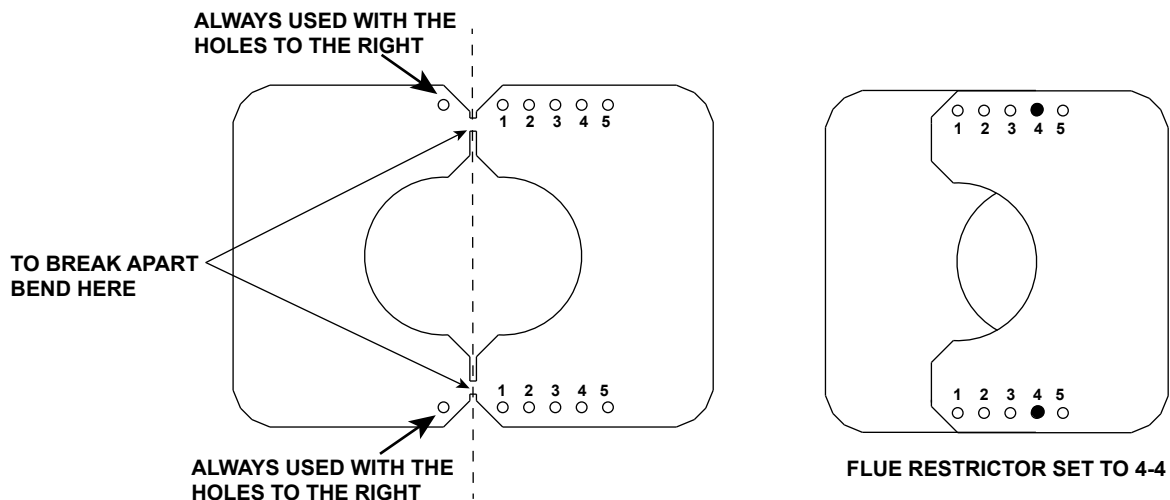 ALWAYS USED WITH THE
HOLES TO THE RIGHT
1 2 3 4 5
TO BREAK APART
BEND HERE
1 2 3 4 5
ALWAYS USED WITH THE
HOLES TO THE RIGHT
1 2 3 4 5
1 2 3 4 5
FLUE RESTRICTOR SET TO 4-4